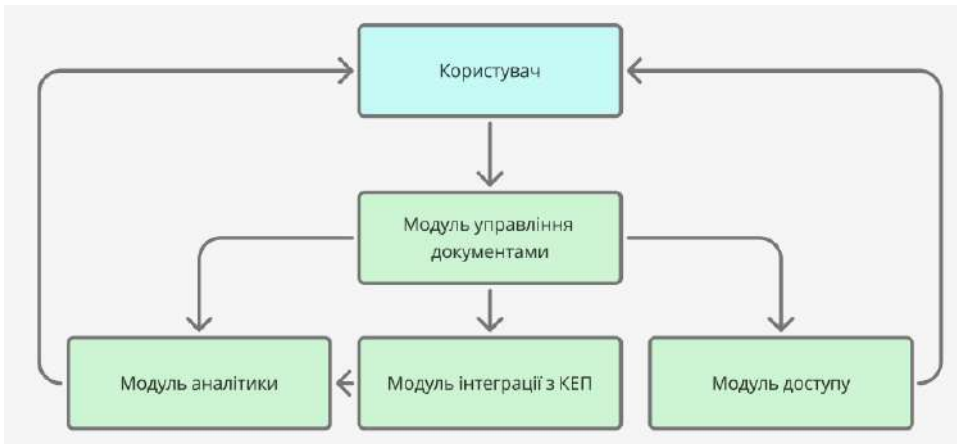 Користувач
Модуль управління
документами
Модуль аналітики
Модуль інтеграції з КЕП
Модуль доступу